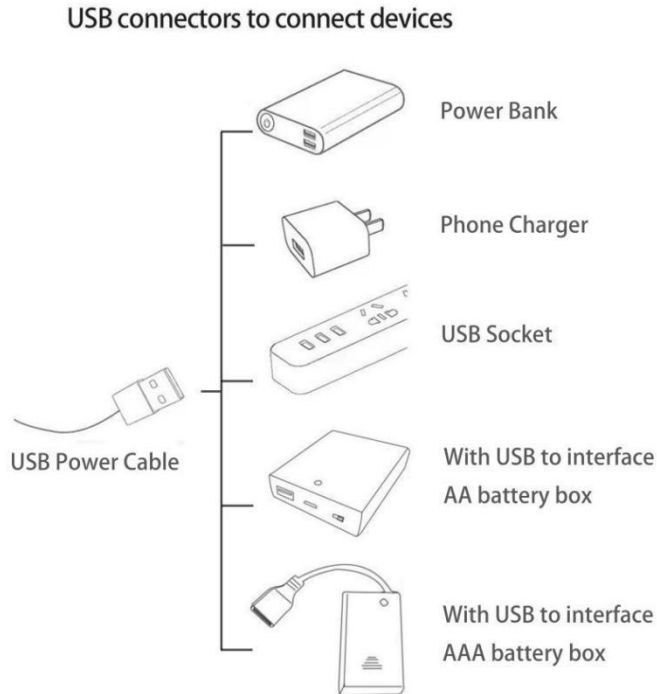 USB connectors to connect devices
Power Bank
Phone Charger
USB Socket
USB Power Cable
With USB to interface
AA battery box
With USB to interface
AAA battery box